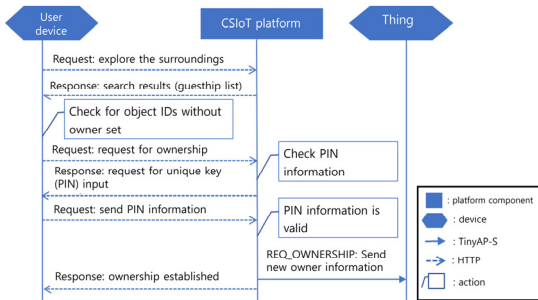 User
device
CSIoT platform
Thing
Request: explore the surroundings
Response: search results (guesthip list)
Check for object IDs without
owner set
Request: request for ownership
Check PIN
information
Response: request for unique key
(PIN) input
Request: send PIN information
PIN information is
valid
REQ_OWNERSHIP: Send
new owner information
Response: ownership established
: platform component
: device
: TinyAP-S
: HTTP
: action